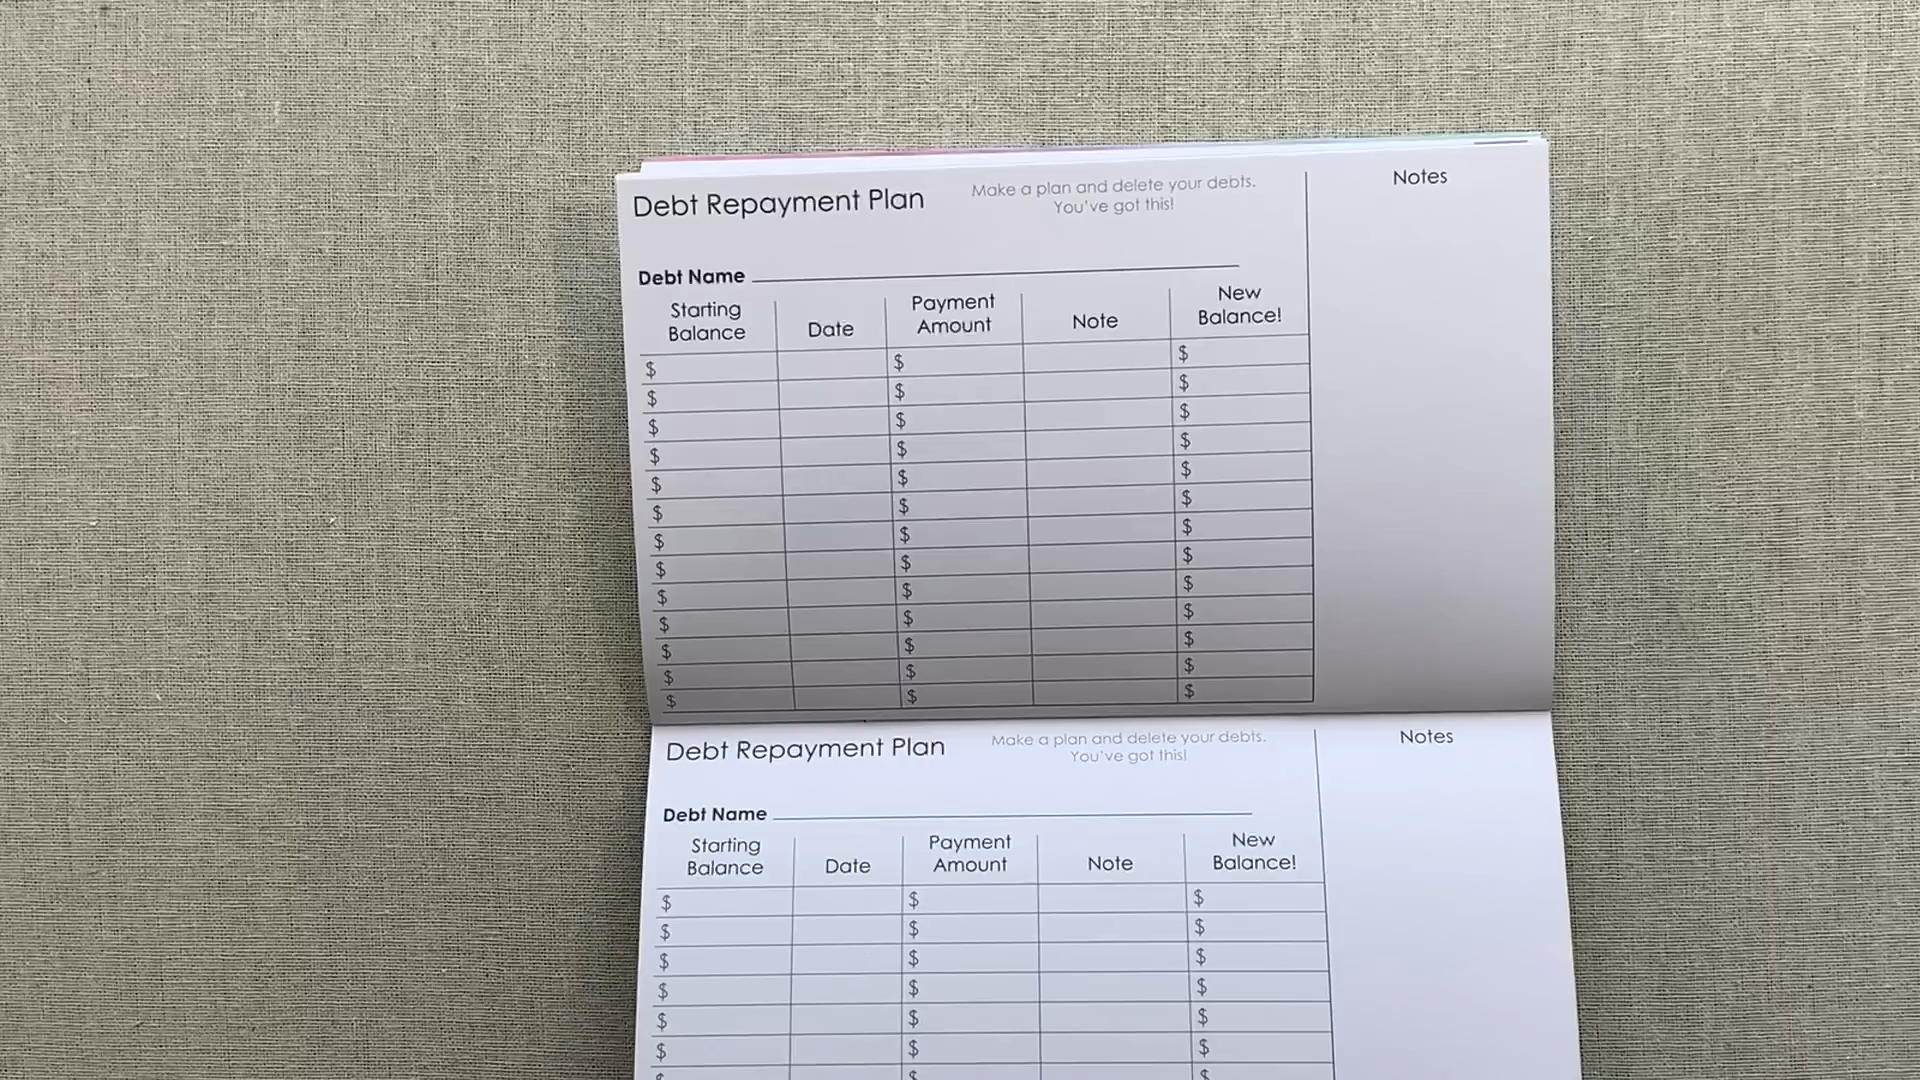 Debt Repayment Plan
Make a plan and delete your debts.
You've got this!
Notes
Debt Name
Starting Balance Date Payment Amount Note New Balance!
$ $ $
$ $ $
$ $ $
$ $ $
$ $ $
$ $ $
$ $ $
$ $ $
$ $ $
$ $ $
$ $ $
$ $ $
$ $ $
Debt Repayment Plan
Make a plan and delete your debts.
You've got this!
Notes
Debt Name
Starting Balance Date Payment Amount Note New Balance!
$ $ $
$ $ $
$ $ $
$ $ $
$ $ $
$ $ $
$ $ $